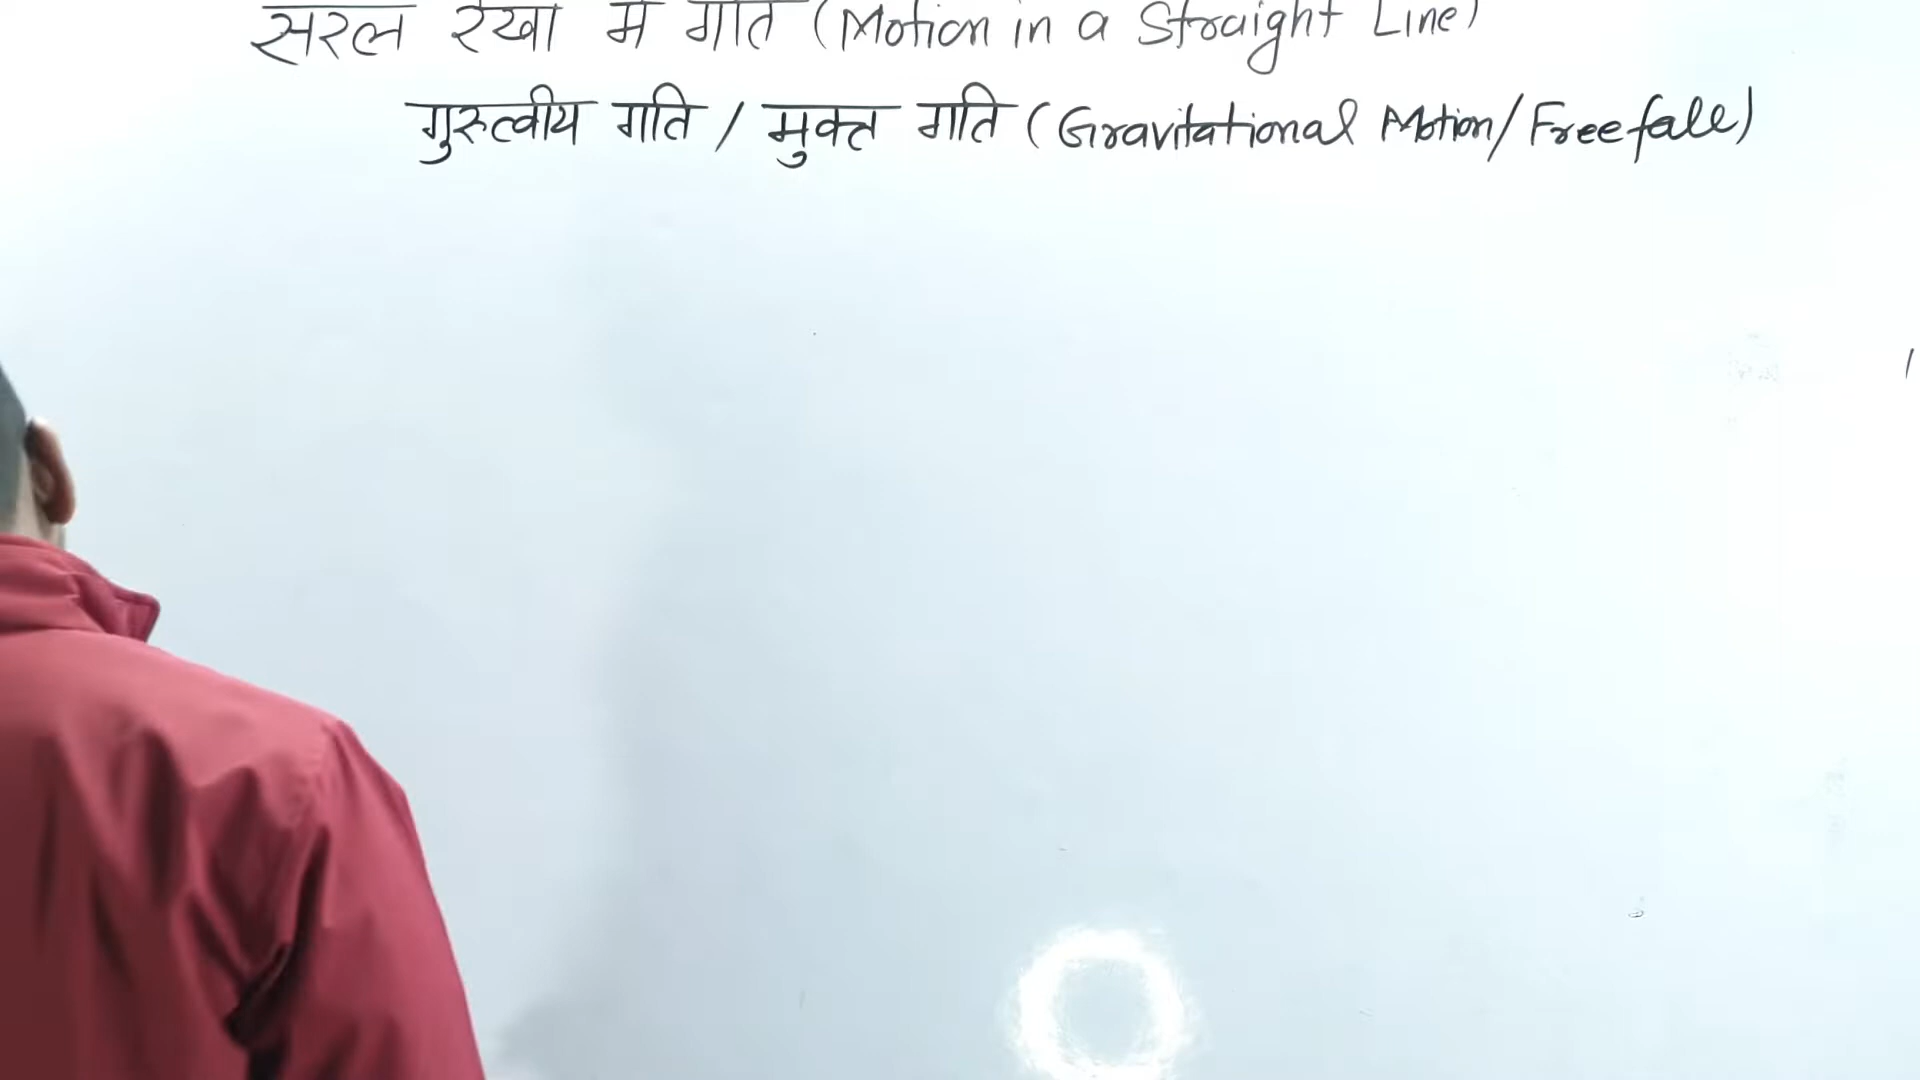 सरल रेखा में गति (Motion in a Straight Line)
गुरुत्वीय गति / मुक्त गति (Gravitational Motion/Freefall)